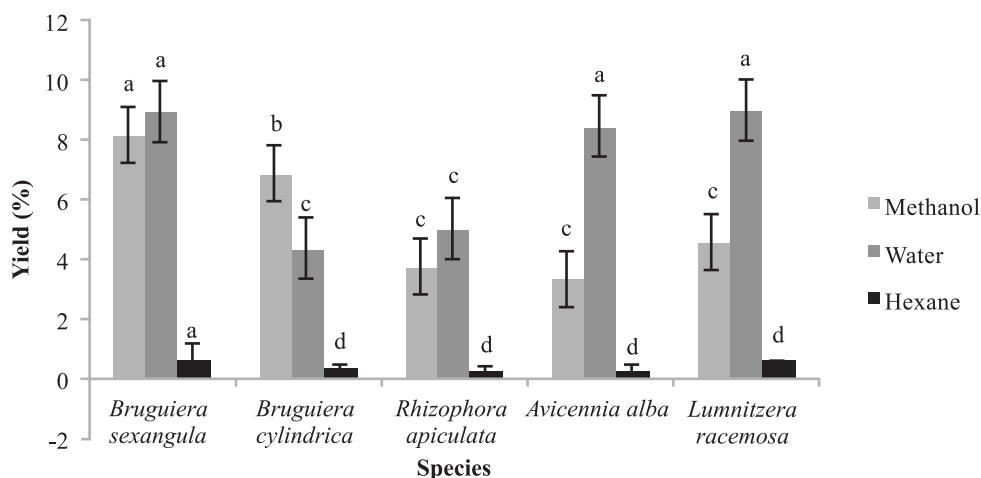 12
10
8
6
4
2
0
-2
Yield (%)
a
a
a
b
c
d
c
c
d
c
a
d
c
a
d
Bruguiera
sexangula
Bruguiera
cylindrica
Rhizophora
apiculata
Avicennia alba
Lumnitzera
racemosa
Species
Methanol
Water
Hexane